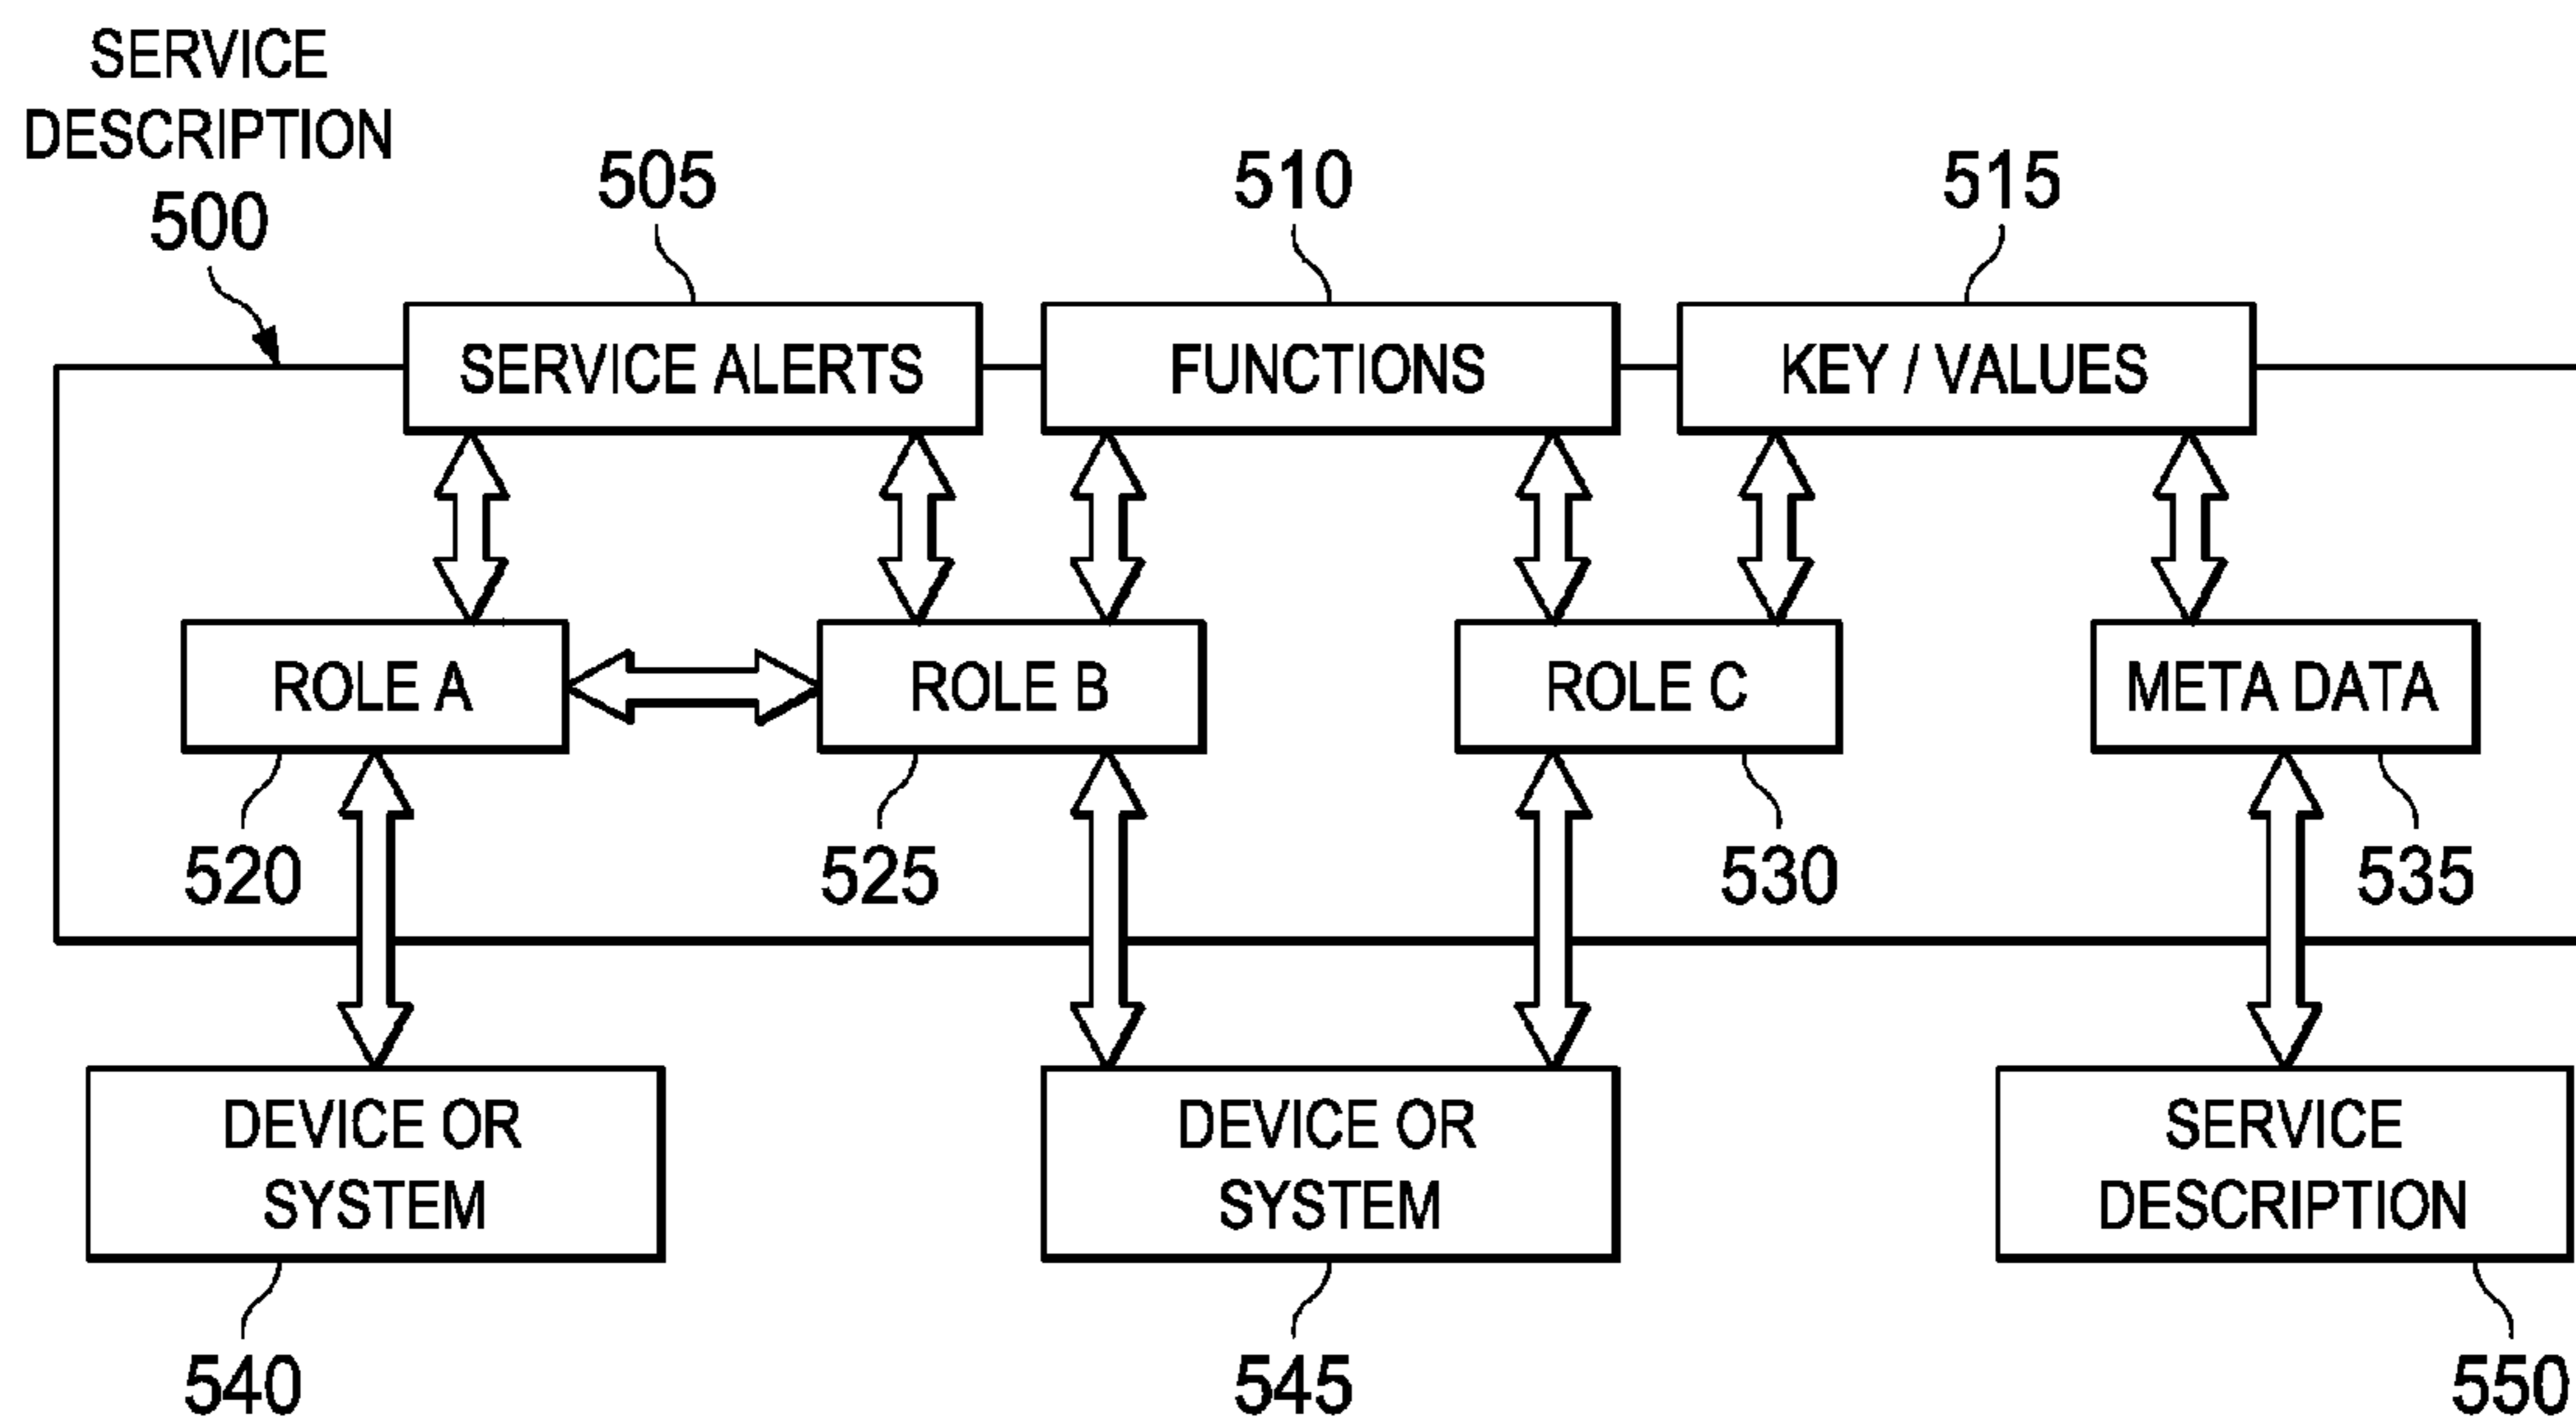 SERVICE
DESCRIPTION
500
505
510
515
SERVICE ALERTS
FUNCTIONS
KEY / VALUES
ROLE A
ROLE B
ROLE C
META DATA
520
525
530
535
DEVICE OR
SYSTEM
DEVICE OR
SYSTEM
SERVICE
DESCRIPTION
540
545
550